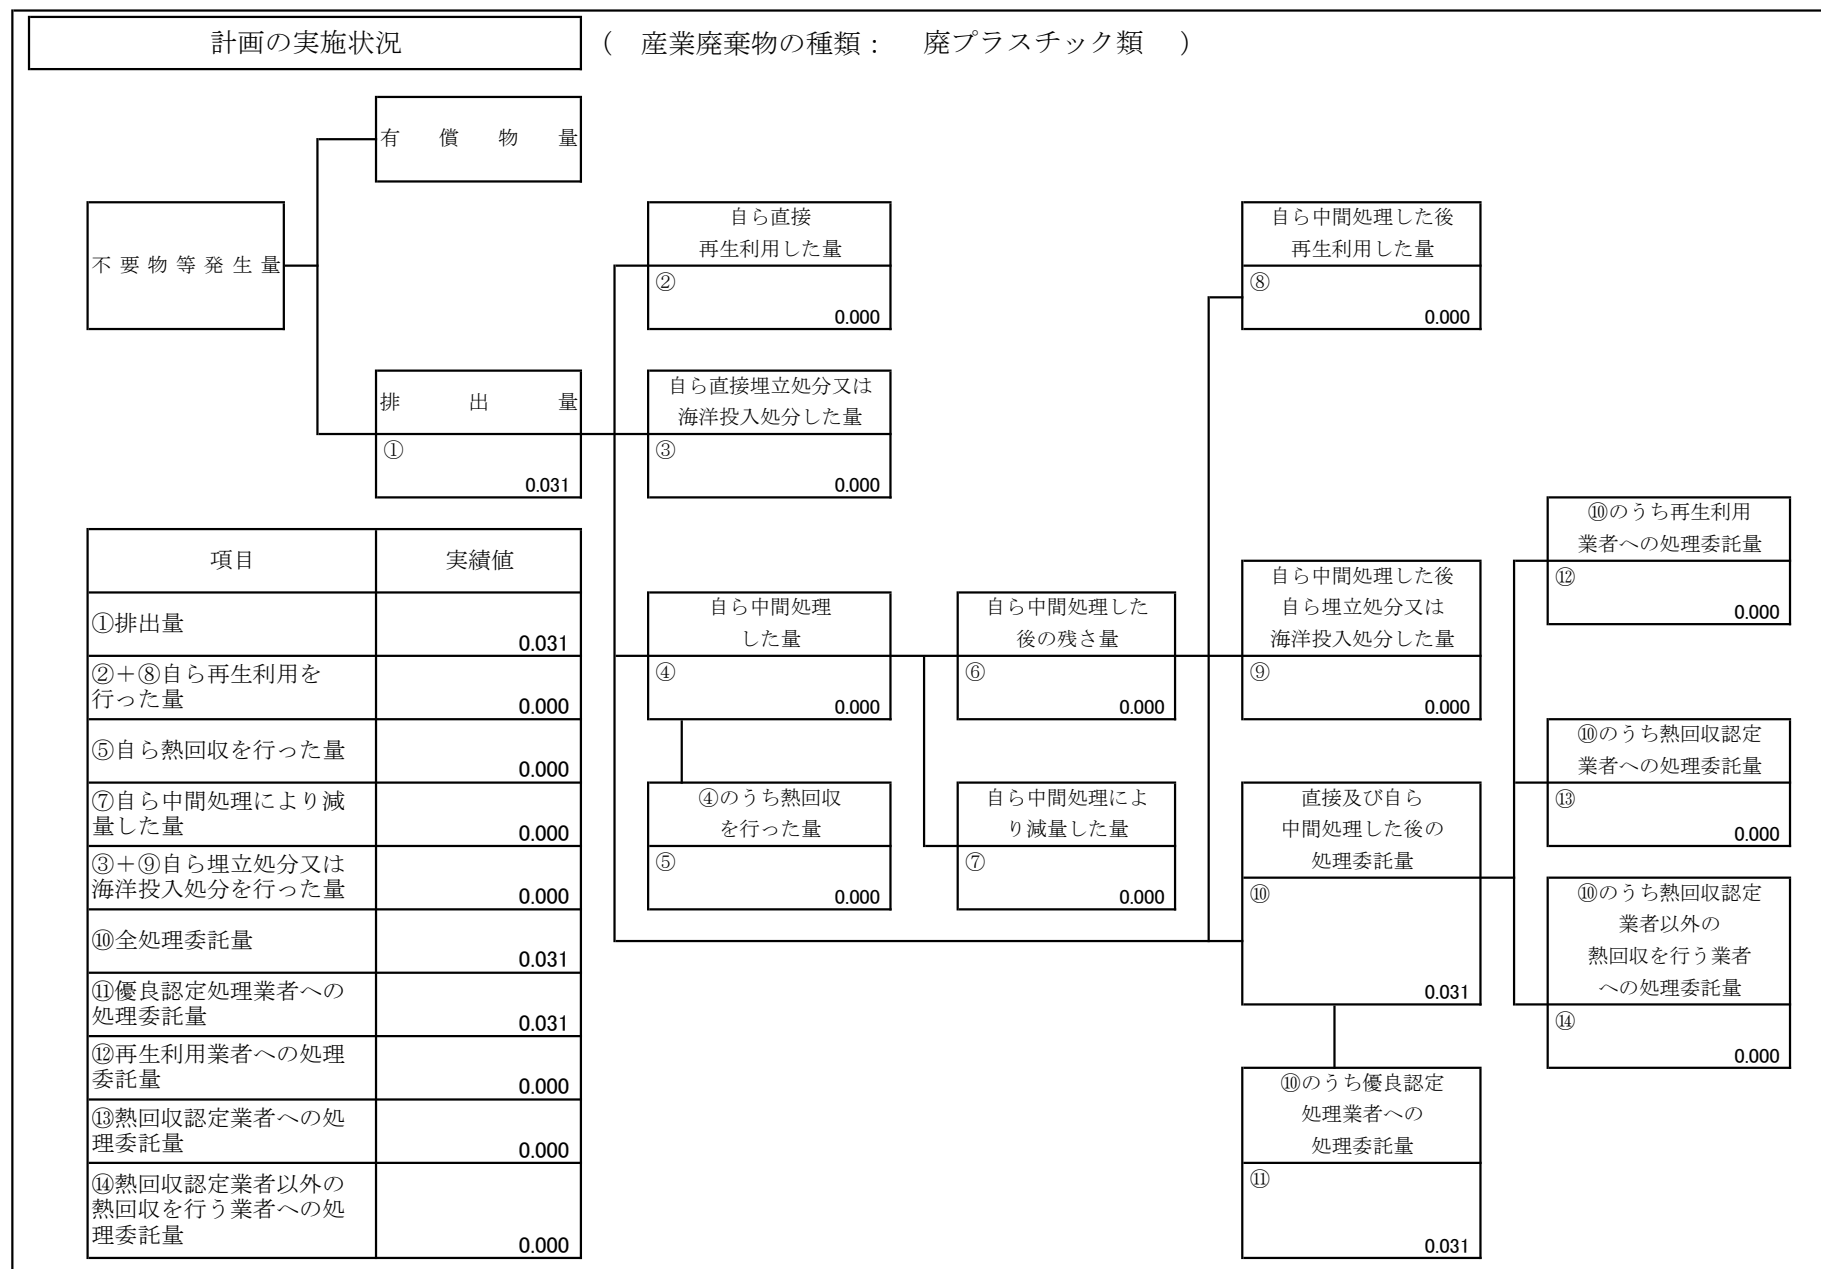 計画の実施状況
（　産業廃棄物の種類：　廃プラスチック類　）
有償物量
不要物等発生量
自ら直接
再生利用した量
②
0.000
自ら中間処理した後
再生利用した量
⑧
0.000
排出量
①
0.031
自ら直接埋立処分又は
海洋投入処分した量
③
0.000
項目
実績値
①排出量
0.031
②＋⑧自ら再生利用を
行った量
0.000
⑤自ら熱回収を行った量
0.000
⑦自ら中間処理により減
量した量
0.000
③＋⑨自ら埋立処分又は
海洋投入処分を行った量
0.000
⑩全処理委託量
0.031
⑪優良認定処理業者への
処理委託量
0.031
⑫再生利用業者への処理
委託量
0.000
⑬熱回収認定業者への処
理委託量
0.000
⑭熱回収認定業者以外の
熱回収を行う業者への処
理委託量
0.000
自ら中間処理
した量
④
0.000
④のうち熱回収
を行った量
⑤
0.000
自ら中間処理した
後の残さ量
⑥
0.000
自ら中間処理によ
り減量した量
⑦
0.000
自ら中間処理した後
自ら埋立処分又は
海洋投入処分した量
⑨
0.000
直接及び自ら
中間処理した後の
処理委託量
⑩
0.031
⑩のうち優良認定
処理業者への
処理委託量
⑪
0.031
⑩のうち再生利用
業者への処理委託量
⑫
0.000
⑩のうち熱回収認定
業者への処理委託量
⑬
0.000
⑩のうち熱回収認定
業者以外の
熱回収を行う業者
への処理委託量
⑭
0.000